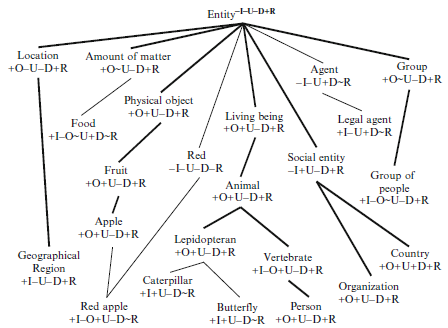 Entity–I–U–D+R
Location
+O–U–D+R
Amount of matter
+O~U–D+R
Agent
–I–U+D~R
Group
+O~U–D+R
Physical object
+O+U–D+R
Living being
+O+U–D+R
Legal agent
+I–U+D~R
Food
+I–O~U+D~R
Red
–I–U–D–R
Social entity
–I+U–D+R
Fruit
+O+U–D+R
Animal
+O+U–D+R
Group of
people
+I–O~U–D+R
Apple
+O+U–D+R
Lepidopteran
+O+U–D+R
Vertebrate
+I–O+U–D+R
Country
+O+U+D+R
Geographical
Region
+I–U–D+R
Caterpillar
+I+U–D~R
Organization
+O+U–D+R
Red apple
+I–O+U–D~R
Butterfly
+I+U–D~R
Person
+O+U–D+R